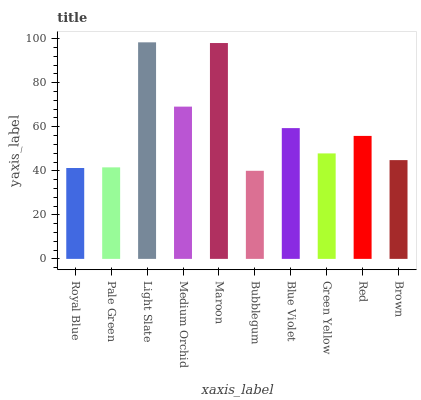 title
yaxis_label
100
80
60
40
20
0
Royal Blue
Pale Green
Light Slate
Medium Orchid
Maroon
Bubblegum
Blue Violet
Green Yellow
Red
Brown
xaxis_label